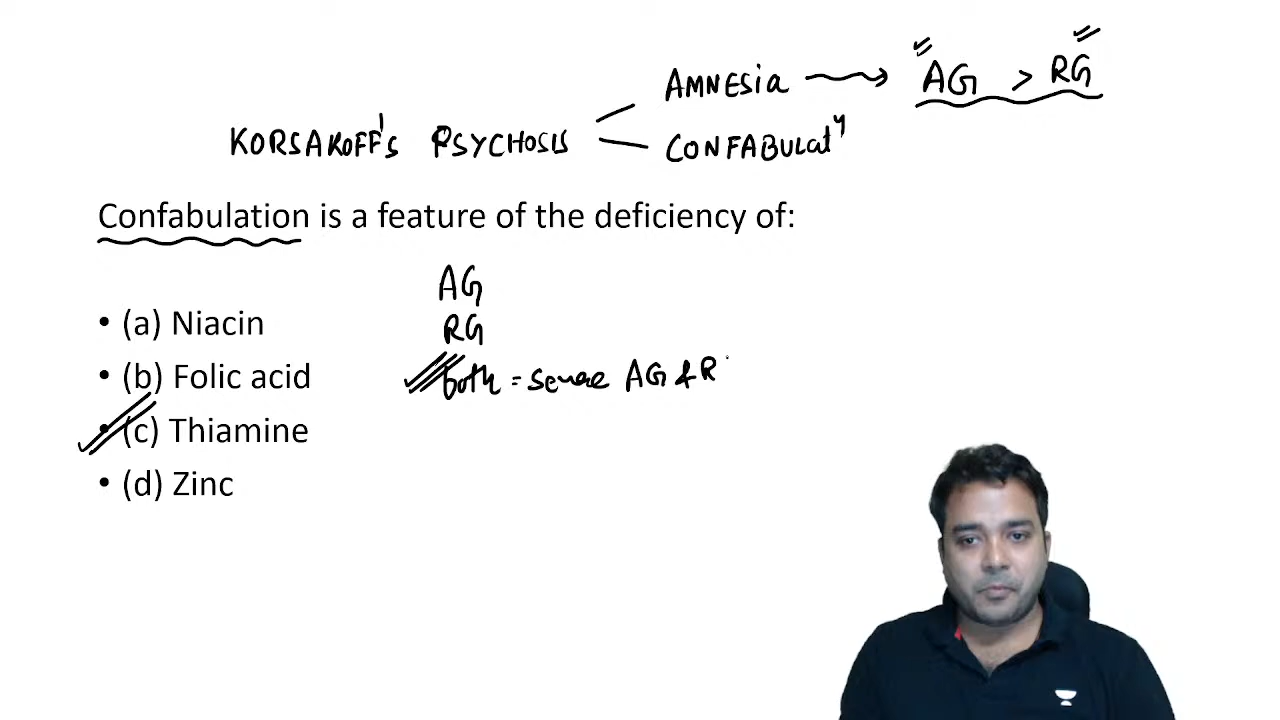 AMNESia → AG > RG
KORSAKOFF's PSYCHOSIS
CONFABULatⁿ
Confabulation is a feature of the deficiency of:
AG
• (a) Niacin
RG
• (b) Folic acid
both = severe AG & R
• (c) Thiamine
• (d) Zinc